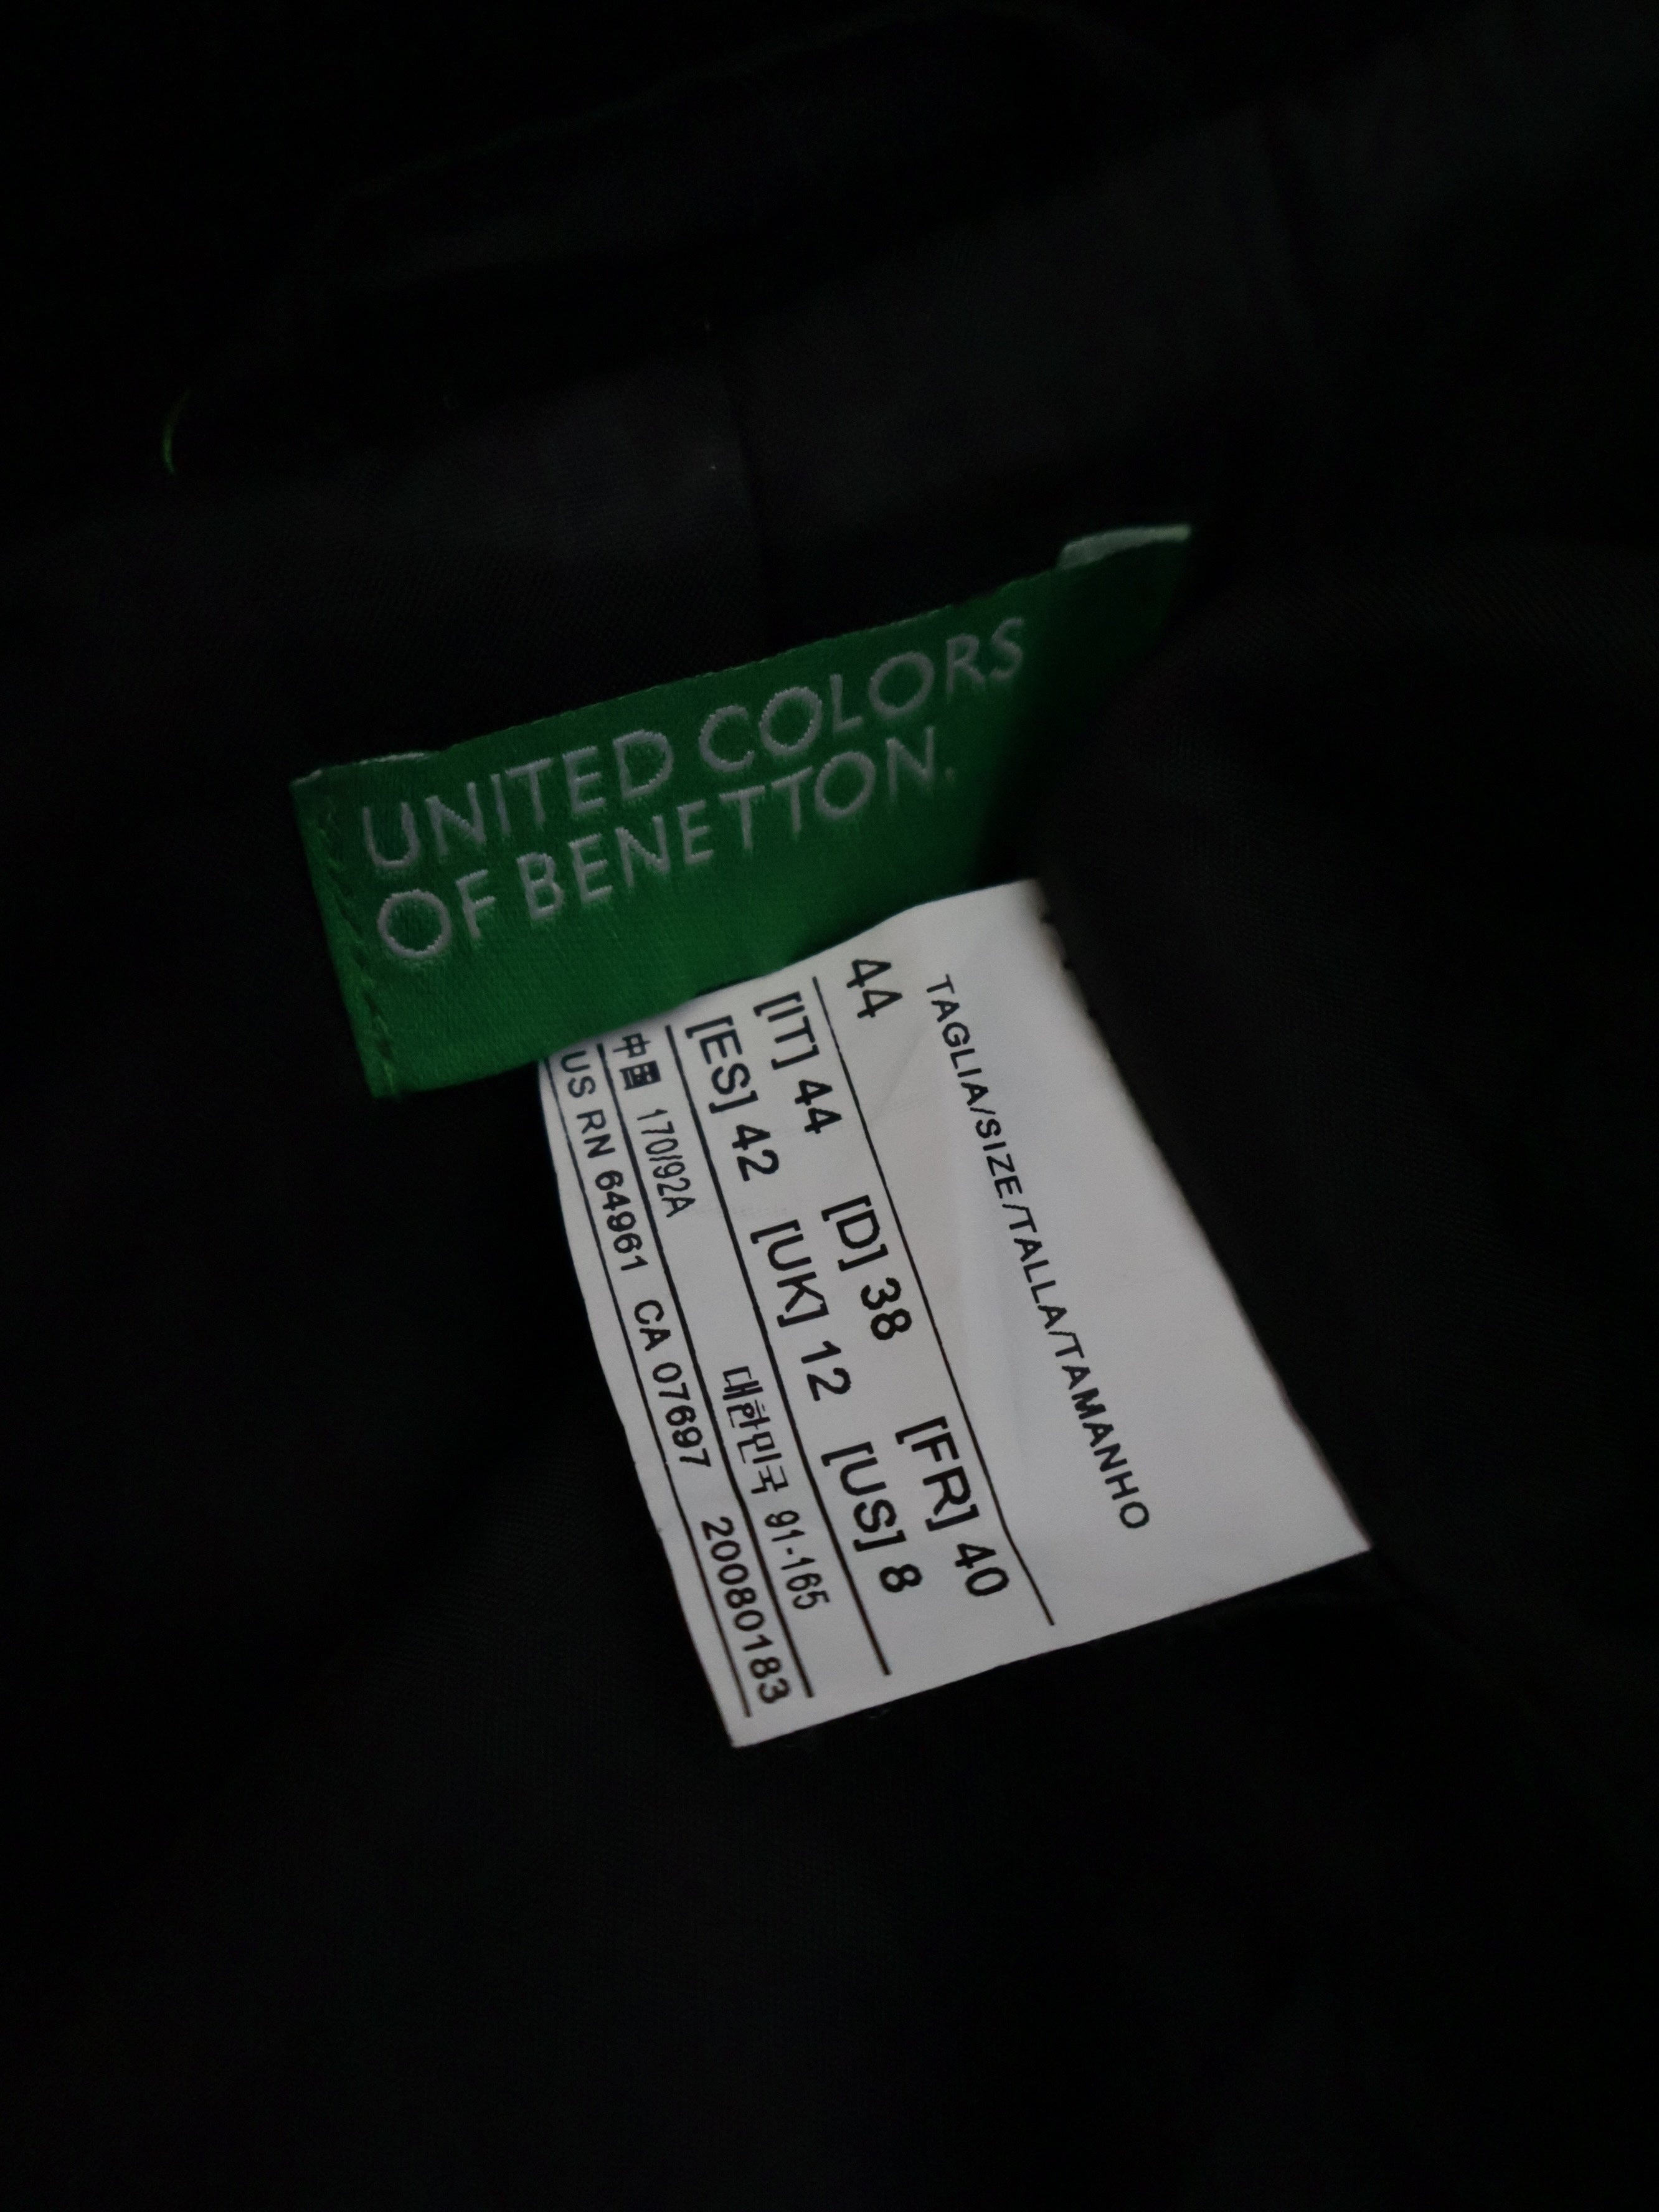 UNITED COLORS
OF BENETTON.
TAGLIA/SIZE/TALLA/TAMANHO
44
[IT] 44 [D] 38 [FR] 40
[ES] 42 [UK] 12 [US] 8
中国 170/92A 대한민국 91-165
US RN 64961 CA 07697 20080183